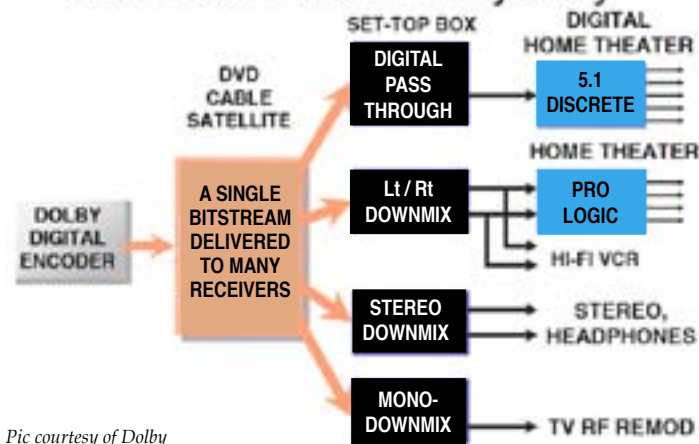 SET-TOP BOX
DIGITAL
HOME THEATER
DIGITAL
PASS
THROUGH
5.1
DISCRETE
DVD
CABLE
SATELLITE
HOME THEATER
Lt / Rt
DOWNMIX
PRO
LOGIC
HI-FI VCR
DOLBY
DIGITAL
ENCODER
A SINGLE
BITSTREAM
DELIVERED
TO MANY
RECEIVERS
STEREO
DOWNMIX
STEREO,
HEADPHONES
MONO-
DOWNMIX
TV RF REMOD
Pic courtesy of Dolby